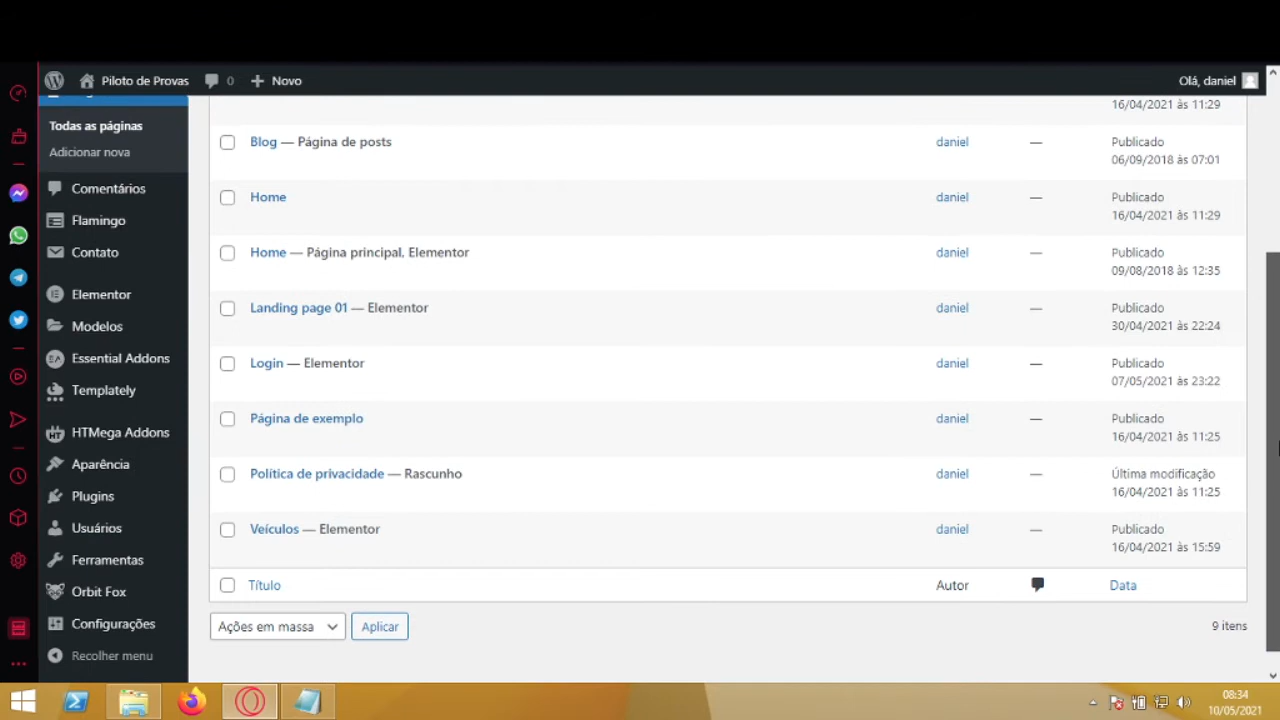 Piloto de Provas
0
Novo
Olá, daniel
Todas as páginas
Adicionar nova
Comentários
Flamingo
Contato
Elementor
Modelos
EA Essential Addons
Templately
HT HTMega Addons
Aparência
Plugins
Usuários
Ferramentas
Orbit Fox
Configurações
Recolher menu
16/04/2021 às 11:29
Blog — Página de posts daniel — Publicado
06/09/2018 às 07:01
Home daniel — Publicado
16/04/2021 às 11:29
Home — Página principal, Elementor daniel — Publicado
09/08/2018 às 12:35
Landing page 01 — Elementor daniel — Publicado
30/04/2021 às 22:24
Login — Elementor daniel — Publicado
07/05/2021 às 23:22
Página de exemplo daniel — Publicado
16/04/2021 às 11:25
Política de privacidade — Rascunho daniel — Última modificação
16/04/2021 às 11:25
Veículos — Elementor daniel — Publicado
16/04/2021 às 15:59
Título Autor Data
Ações em massa Aplicar 9 itens
08:34
10/05/2021